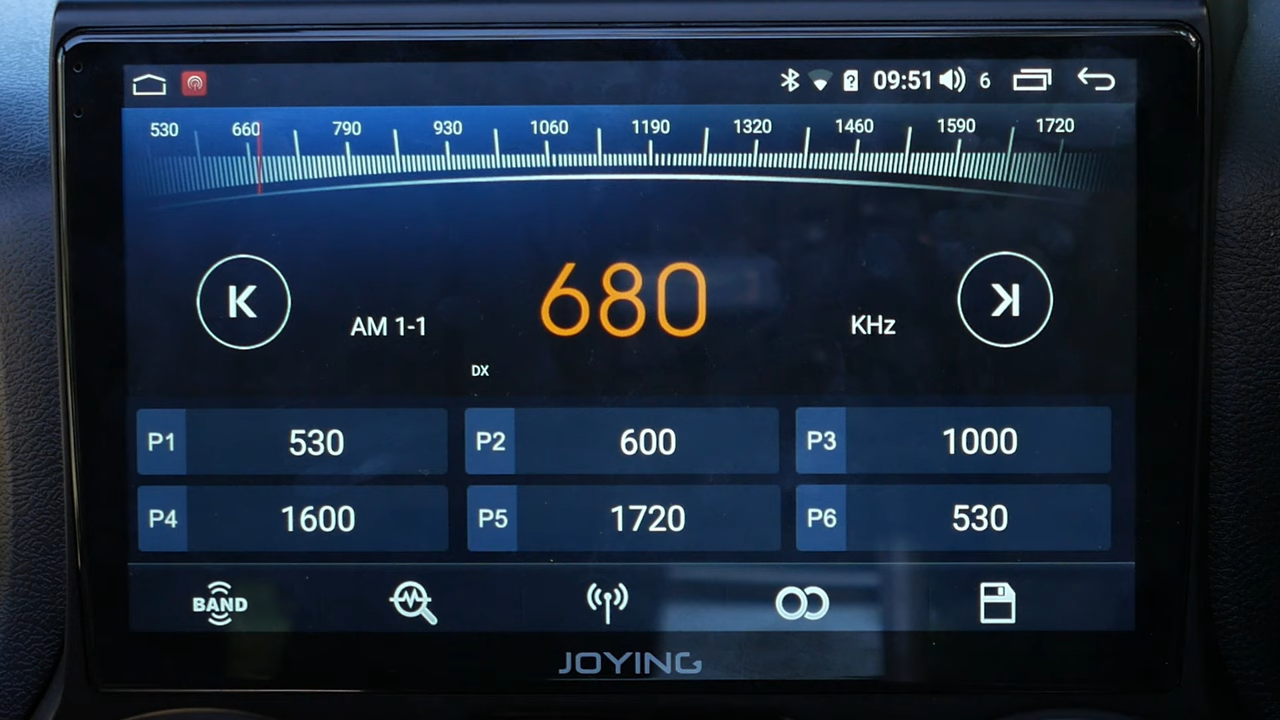 09:51 6
530 660 790 930 1060 1190 1320 1460 1590 1720
AM 1-1 680 KHz
DX
P1 530 P2 600 P3 1000
P4 1600 P5 1720 P6 530
BAND
JOYING